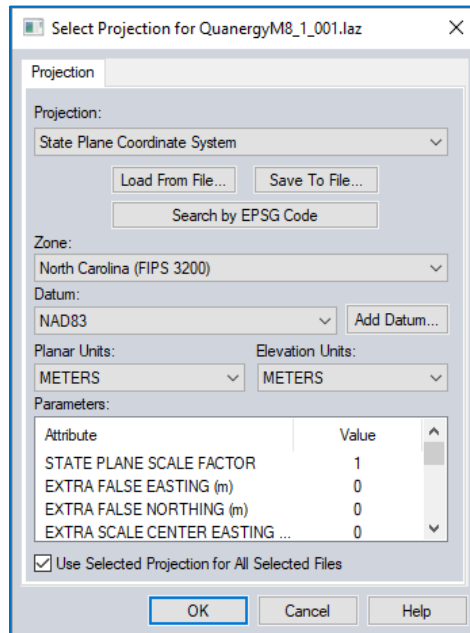 Select Projection for QuanergyM8_1_001.laz
Projection
Projection:
State Plane Coordinate System
Load From File... Save To File...
Search by EPSG Code
Zone:
North Carolina (FIPS 3200)
Datum:
NAD83 Add Datum...
Planar Units: Elevation Units:
METERS METERS
Parameters:
Attribute Value
STATE PLANE SCALE FACTOR 1
EXTRA FALSE EASTING (m) 0
EXTRA FALSE NORTHING (m) 0
EXTRA SCALE CENTER EASTING ... 0
Use Selected Projection for All Selected Files
OK Cancel Help